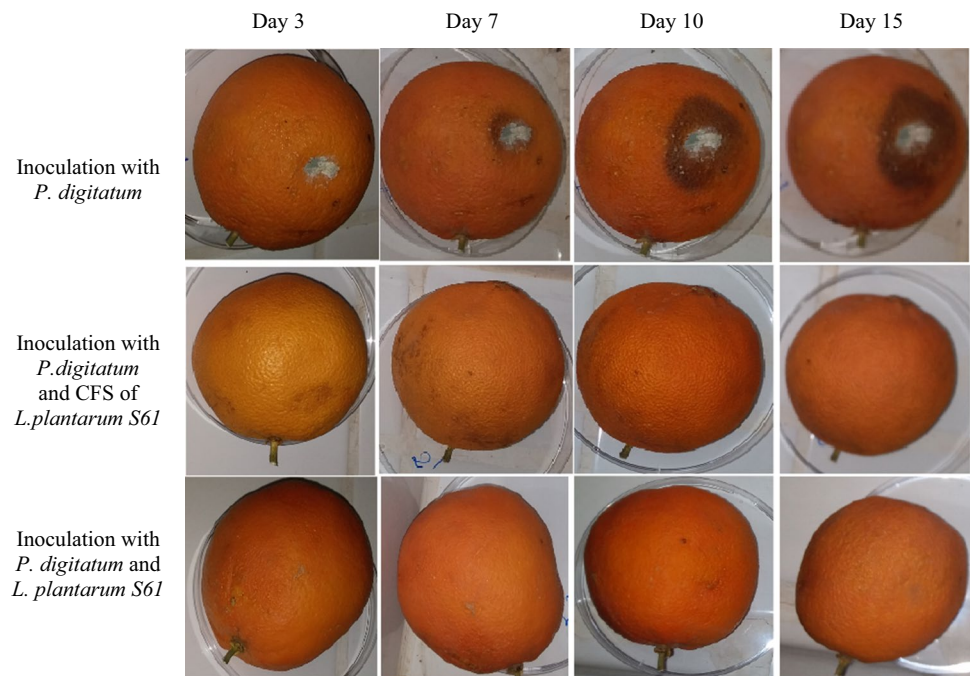 Day 3
Day 7
Day 10
Day 15
Inoculation with
P. digitatum
Inoculation with
P.digitatum
and CFS of
L.plantarum S61
Inoculation with
P. digitatum and
L. plantarum S61